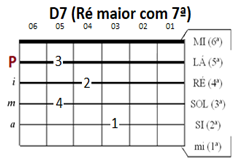 D7 (Ré maior com 7ª)
06 05 04 03 02 01
MI (6ª)
P 3 LÁ (5ª)
i 2 RÉ (4ª)
m 4 SOL (3ª)
a 1 SI (2ª)
mi (1ª)